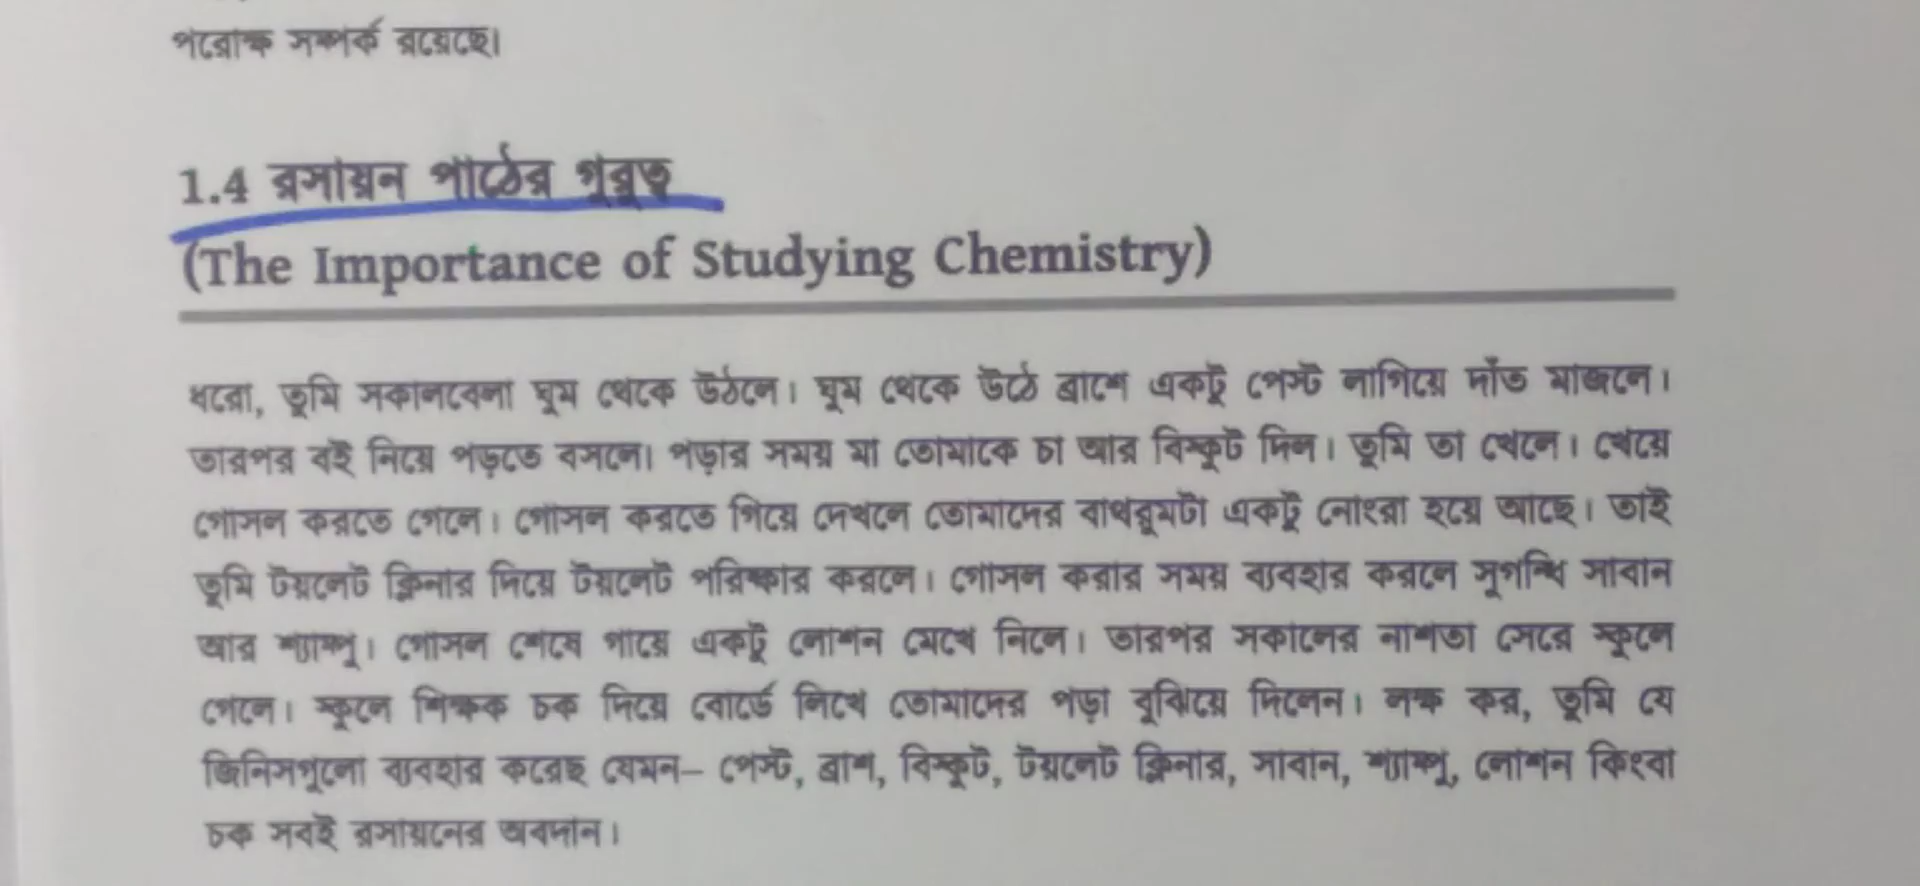 পরোক্ষ সম্পর্ক রয়েছে।
1.4 রসায়ন পাঠের গুরুত্ব
(The Importance of Studying Chemistry)
ধরো, তুমি সকালবেলা ঘুম থেকে উঠলে। ঘুম থেকে উঠে ব্রাশে একটু পেস্ট লাগিয়ে দাঁত মাজলে।
তারপর বই নিয়ে পড়তে বসলে। পড়ার সময় মা তোমাকে চা আর বিস্কুট দিল। তুমি তা খেলে। খেয়ে
গোসল করতে গেলে। গোসল করতে গিয়ে দেখলে তোমাদের বাথরুমটা একটু নোংরা হয়ে আছে। তাই
তুমি টয়লেট ক্লিনার দিয়ে টয়লেট পরিষ্কার করলে। গোসল করার সময় ব্যবহার করলে সুগন্ধি সাবান
আর শ্যাম্পু। গোসল শেষে গায়ে একটু লোশন মেখে নিলে। তারপর সকালের নাশতা সেরে স্কুলে
গেলে। স্কুলে শিক্ষক চক দিয়ে বোর্ডে লিখে তোমাদের পড়া বুঝিয়ে দিলেন। লক্ষ কর, তুমি যে
জিনিসগুলো ব্যবহার করেছ যেমন– পেস্ট, ব্রাশ, বিস্কুট, টয়লেট ক্লিনার, সাবান, শ্যাম্পু, লোশন কিংবা
চক সবই রসায়নের অবদান।